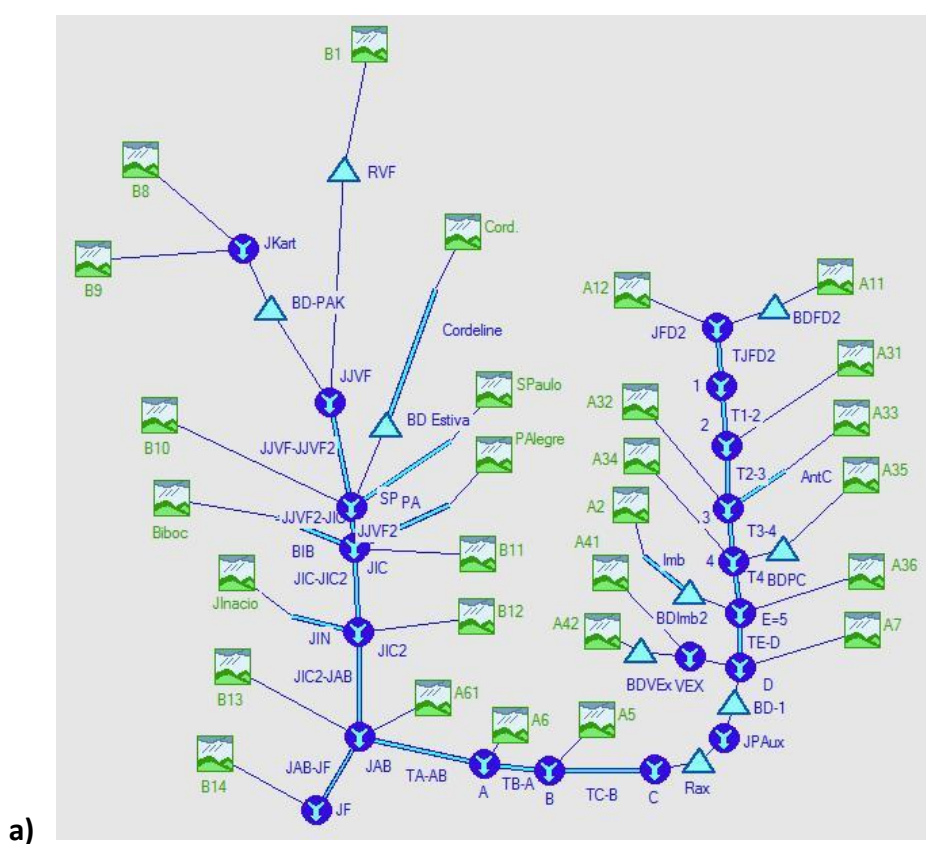 B1
RVF
B8
JKart
B9
BD-PAK
Cord.
Cordeline
JJVF
BD Estiva
SPaulo
JJVF-JJVF2
B10
PAlegre
SP PA
JJVF2-JIC
JJVF2
Biboc
BIB
JIC
B11
JIC-JIC2
JInacio
B12
JIN
JIC2
JIC2-JAB
B13
A61
JAB-JF
JAB
TA-AB
B14
JF
A6
A
TB-A
A5
B
TC-B
C
Rax
JPAux
BD-1
A12
A11
BDFD2
JFD2
TJFD2
1
T1-2
A31
A32
2
T2-3
A33
A34
AntC
A35
3
T3-4
A2
4
T4
BDPC
A41
Imb
A36
BDImb2
E=5
A42
TE-D
A7
BDVEx
VEX
D
a)